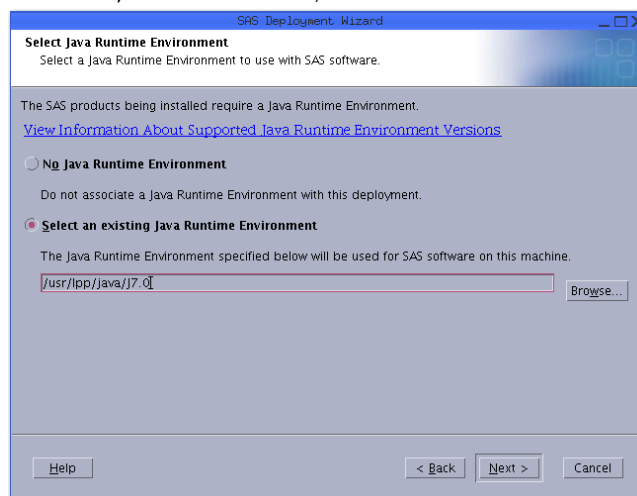 SAS Deployment Wizard
Select Java Runtime Environment
Select a Java Runtime Environment to use with SAS software.
The SAS products being installed require a Java Runtime Environment.
View Information About Supported Java Runtime Environment Versions
No Java Runtime Environment
Do not associate a Java Runtime Environment with this deployment.
Select an existing Java Runtime Environment
The Java Runtime Environment specified below will be used for SAS software on this machine.
/usr/lpp/java/J7.0
Browse...
Help
< Back
Next >
Cancel